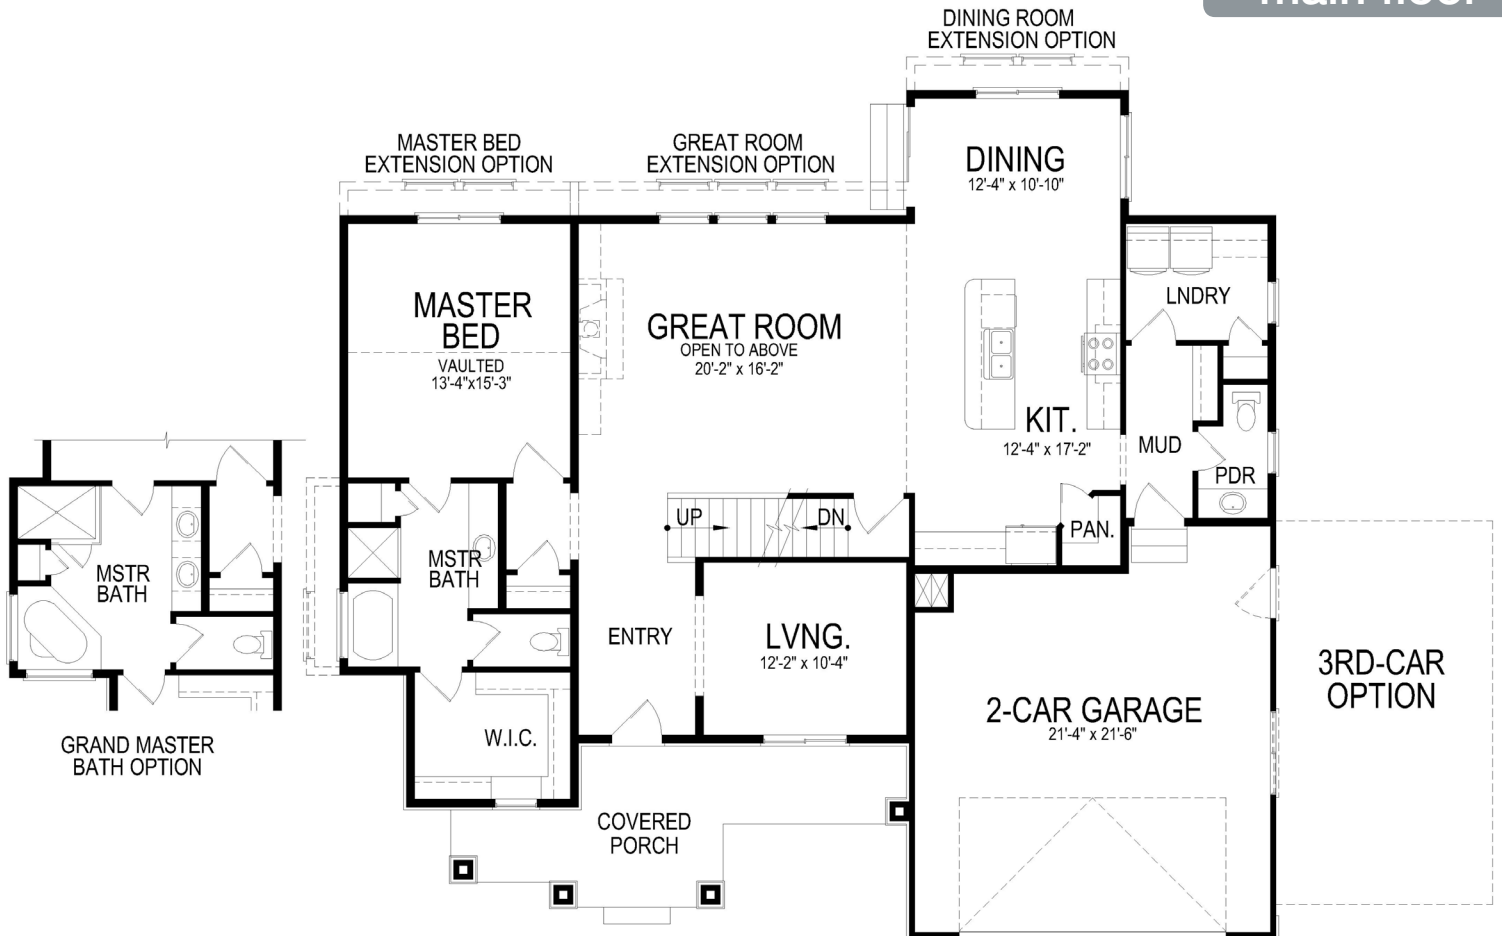 main floor
DINING ROOM
EXTENSION OPTION
MASTER BED
EXTENSION OPTION
GREAT ROOM
EXTENSION OPTION
DINING
12'-4" x 10'-10"
LNDRY
MASTER
BED
VAULTED
13'-4"x15'-3"
GREAT ROOM
OPEN TO ABOVE
20'-2" x 16'-2"
KIT.
12'-4" x 17'-2"
MUD
PDR
UP
DN
PAN.
MSTR
BATH
MSTR
BATH
ENTRY
LVNG.
12'-2" x 10'-4"
3RD-CAR
OPTION
2-CAR GARAGE
21'-4" x 21'-6"
W.I.C.
GRAND MASTER
BATH OPTION
COVERED
PORCH